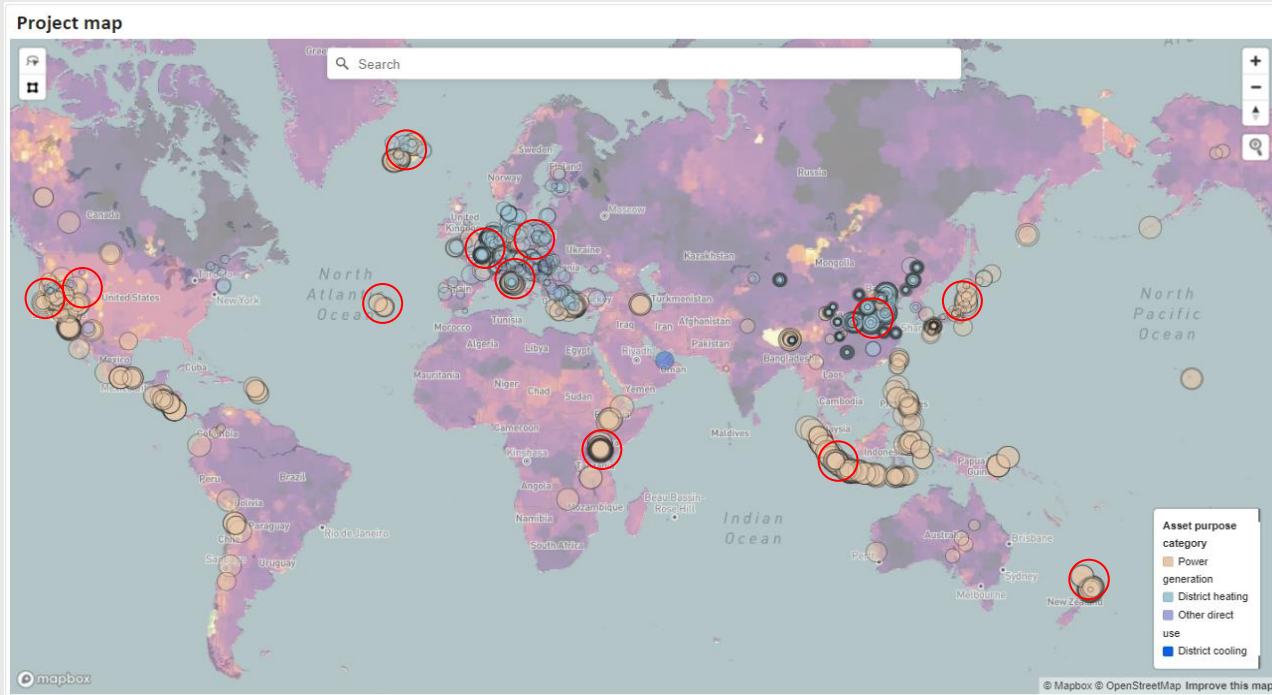 Project map
Search
Sweden
Finland
Norway
Russia
Canada
United
Kingdom
Moscow
Ukraine
Kazakhstan
Mongolia
Toronto
New York
United States
North
Atlantic
Ocean
Spain
Turkey
Turkmenistan
North
Pacific
Ocean
Morocco
Tunisia
Iraq
Iran
Afghanistan
Algeria
Libya
Egypt
Riyadh
Pakistan
Mexico
Cuba
Oman
Bangladesh
Laos
Mauritania
Niger
Chad
Sudan
Yemen
Cambodia
Cameroon
Maldives
Kinshasa
Peru
Brazil
Angola
Papua
Bolivia
Mozambique
Beau Bassin-
Rose Hill
Namibia
Indian
Ocean
Paraguay
Rio de Janeiro
South Africa
Uruguay
Australia
Brisbane
Sydney
Melbourne
New Zealand
Asset purpose
category
Power
generation
District heating
Other direct
use
District cooling
mapbox
© Mapbox © OpenStreetMap Improve this map